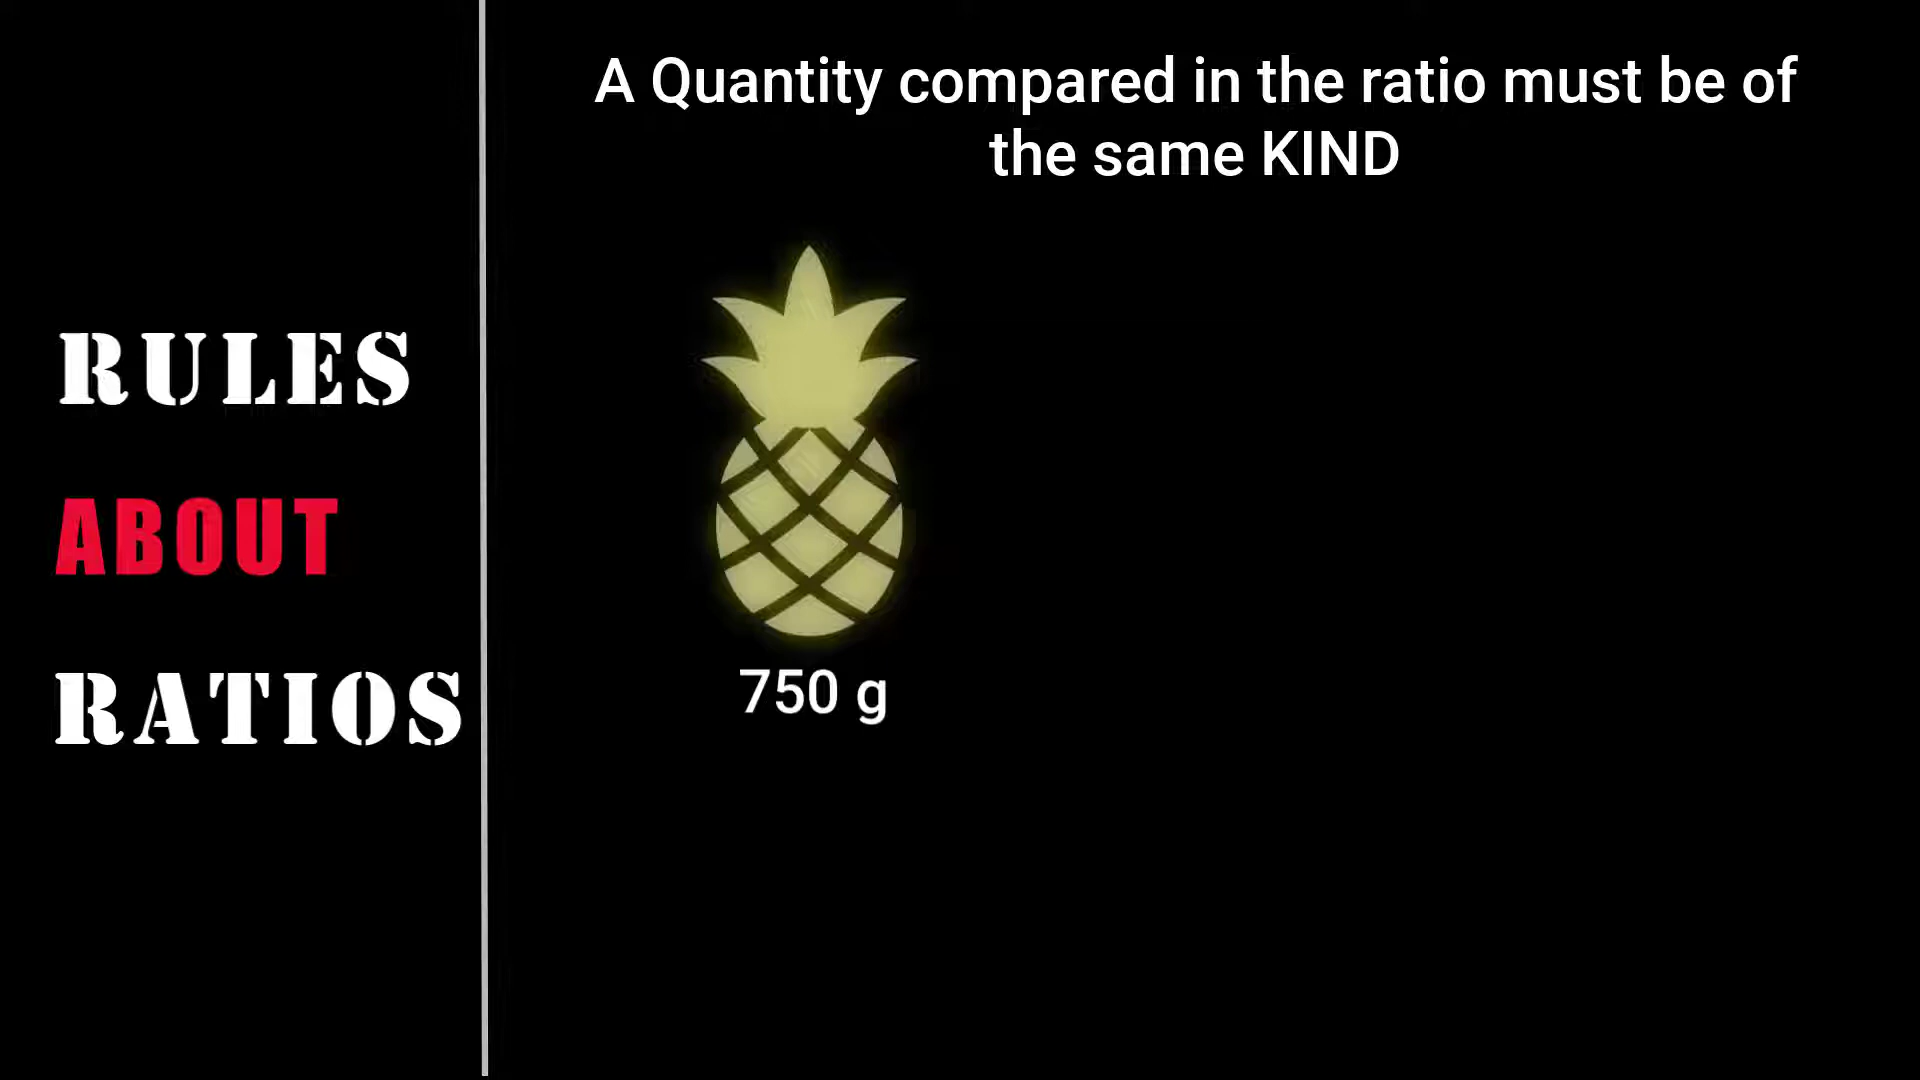 RULES
ABOUT
RATIOS
A Quantity compared in the ratio must be of
the same KIND
750 g